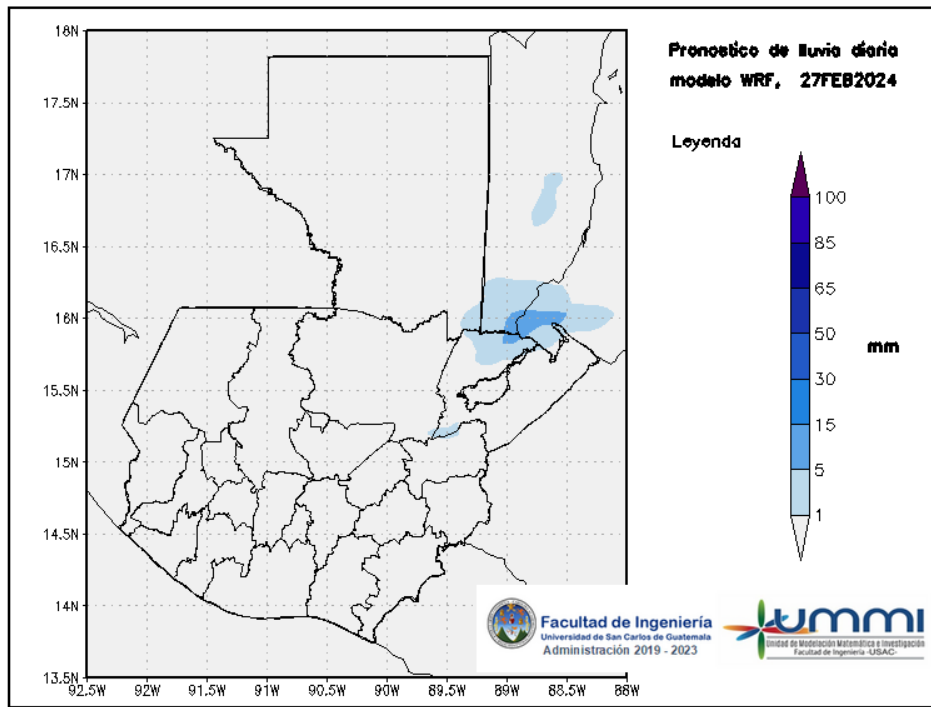 18N
17.5N
17N
16.5N
16N
15.5N
15N
14.5N
14N
13.5N
92.5W 92W 91.5W 91W 90.5W 90W 89.5W 89W 88.5W 88W
Pronostico de lluvia diaria
modelo WRF, 27FEB2024
Leyenda
100
85
65
50
30
15
5
1
mm
Facultad de Ingeniería
Universidad de San Carlos de Guatemala
Administración 2019 - 2023
UMMI
Unidad de Modelación Matemática e Investigación
Facultad de Ingeniería -USAC-